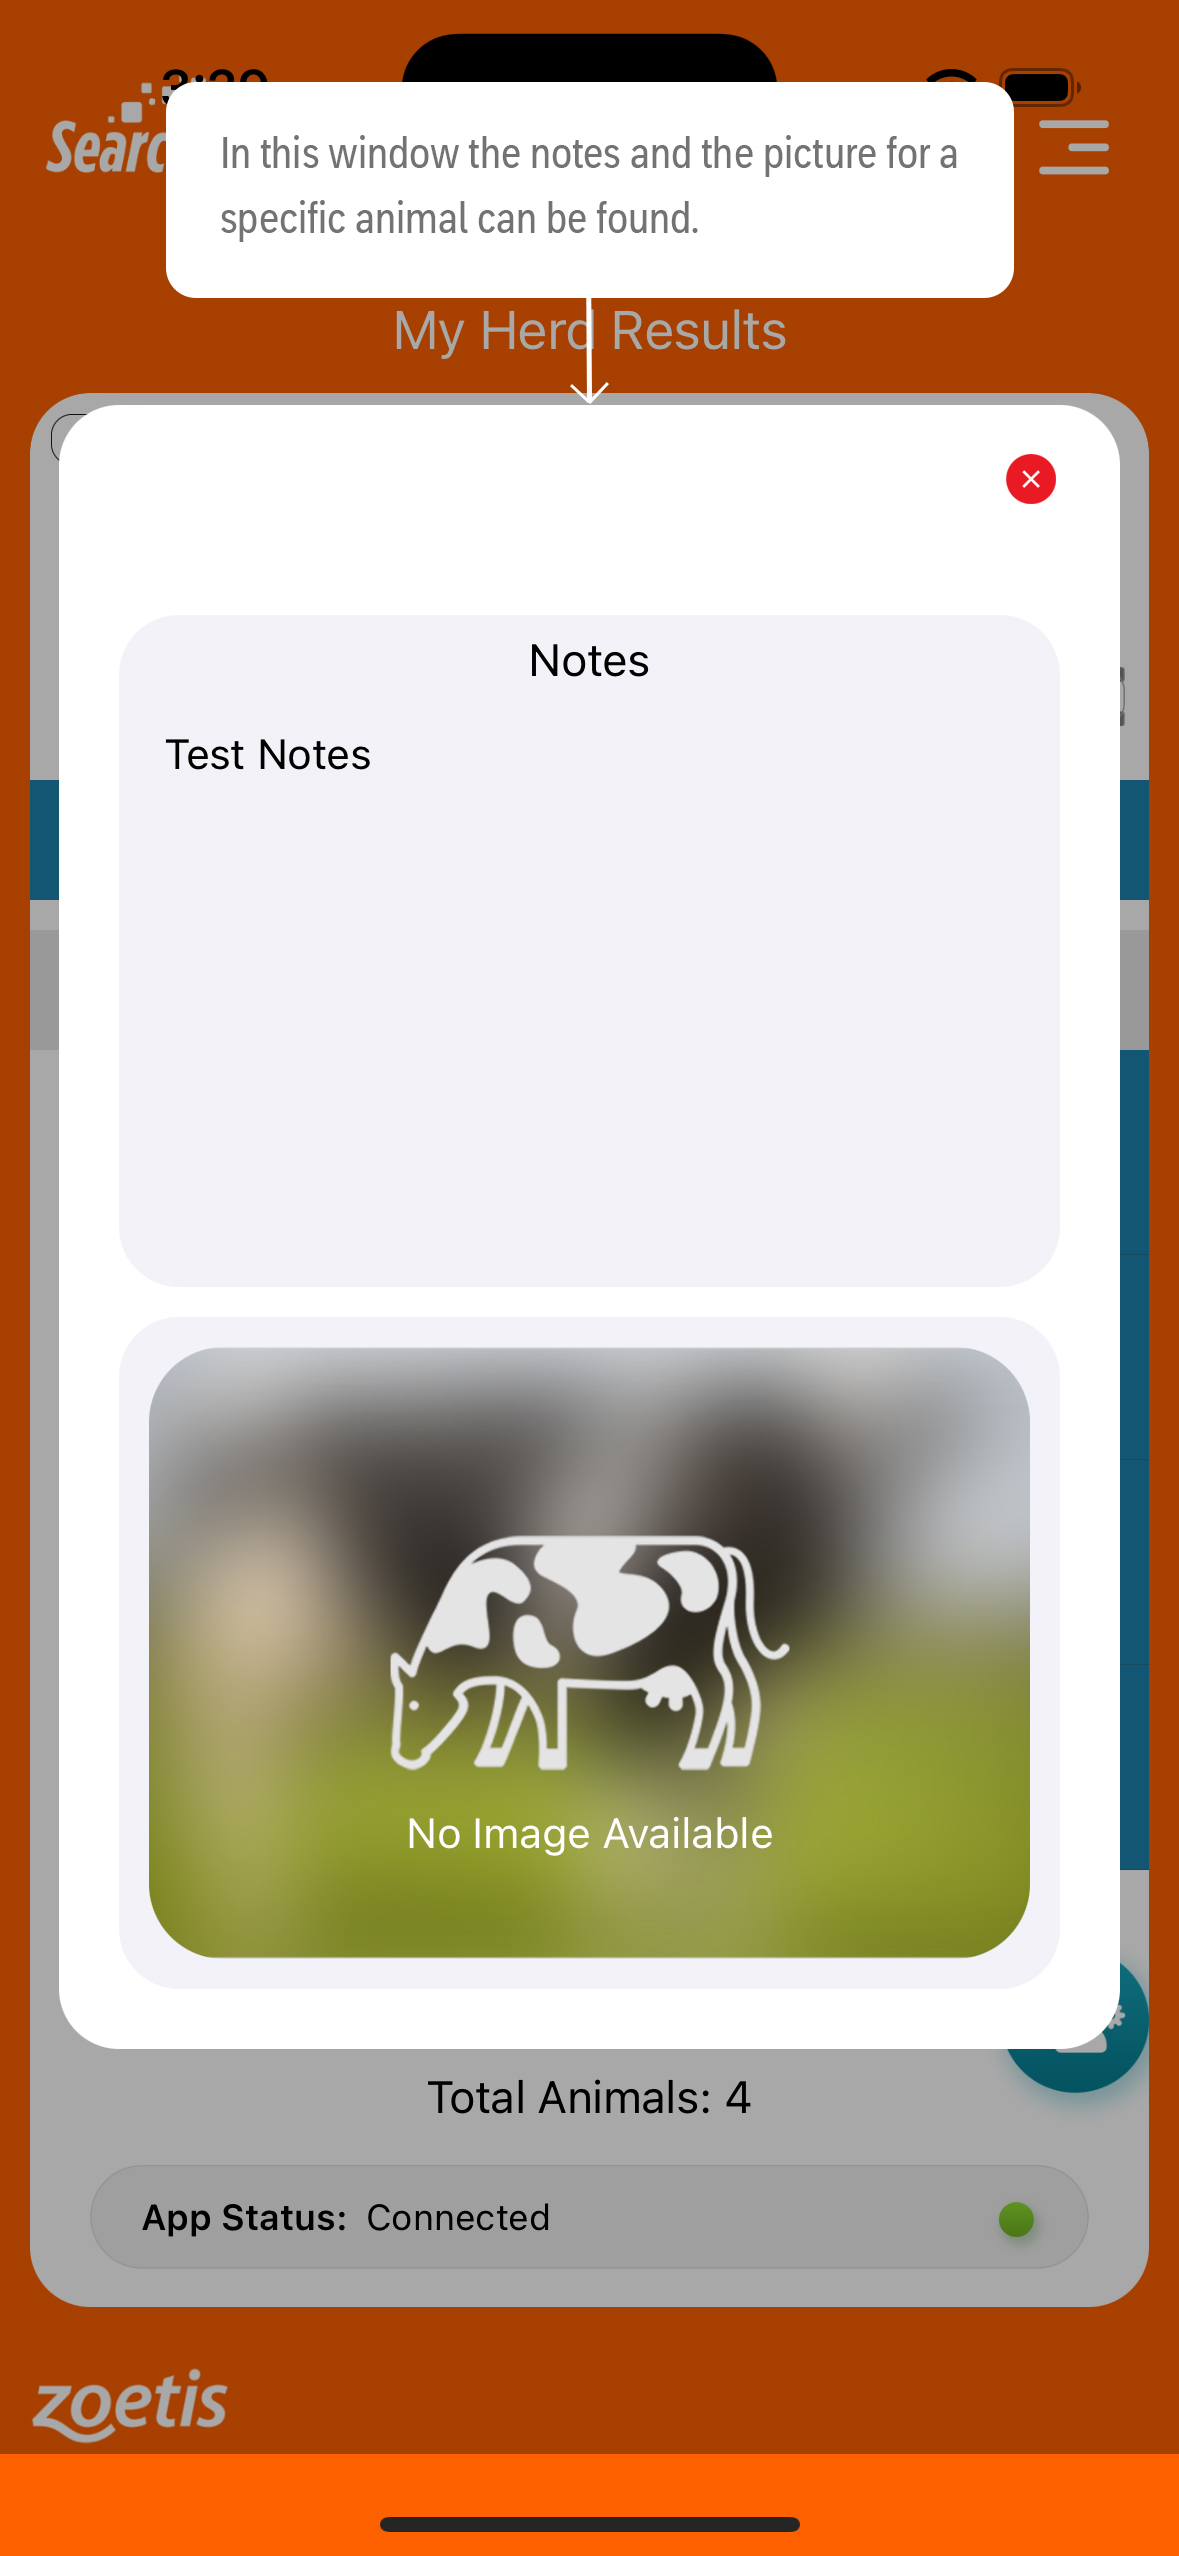 In this window the notes and the picture for a
specific animal can be found.
My Herd Results
Notes
Test Notes
No Image Available
Total Animals: 4
App Status: Connected
zoetis